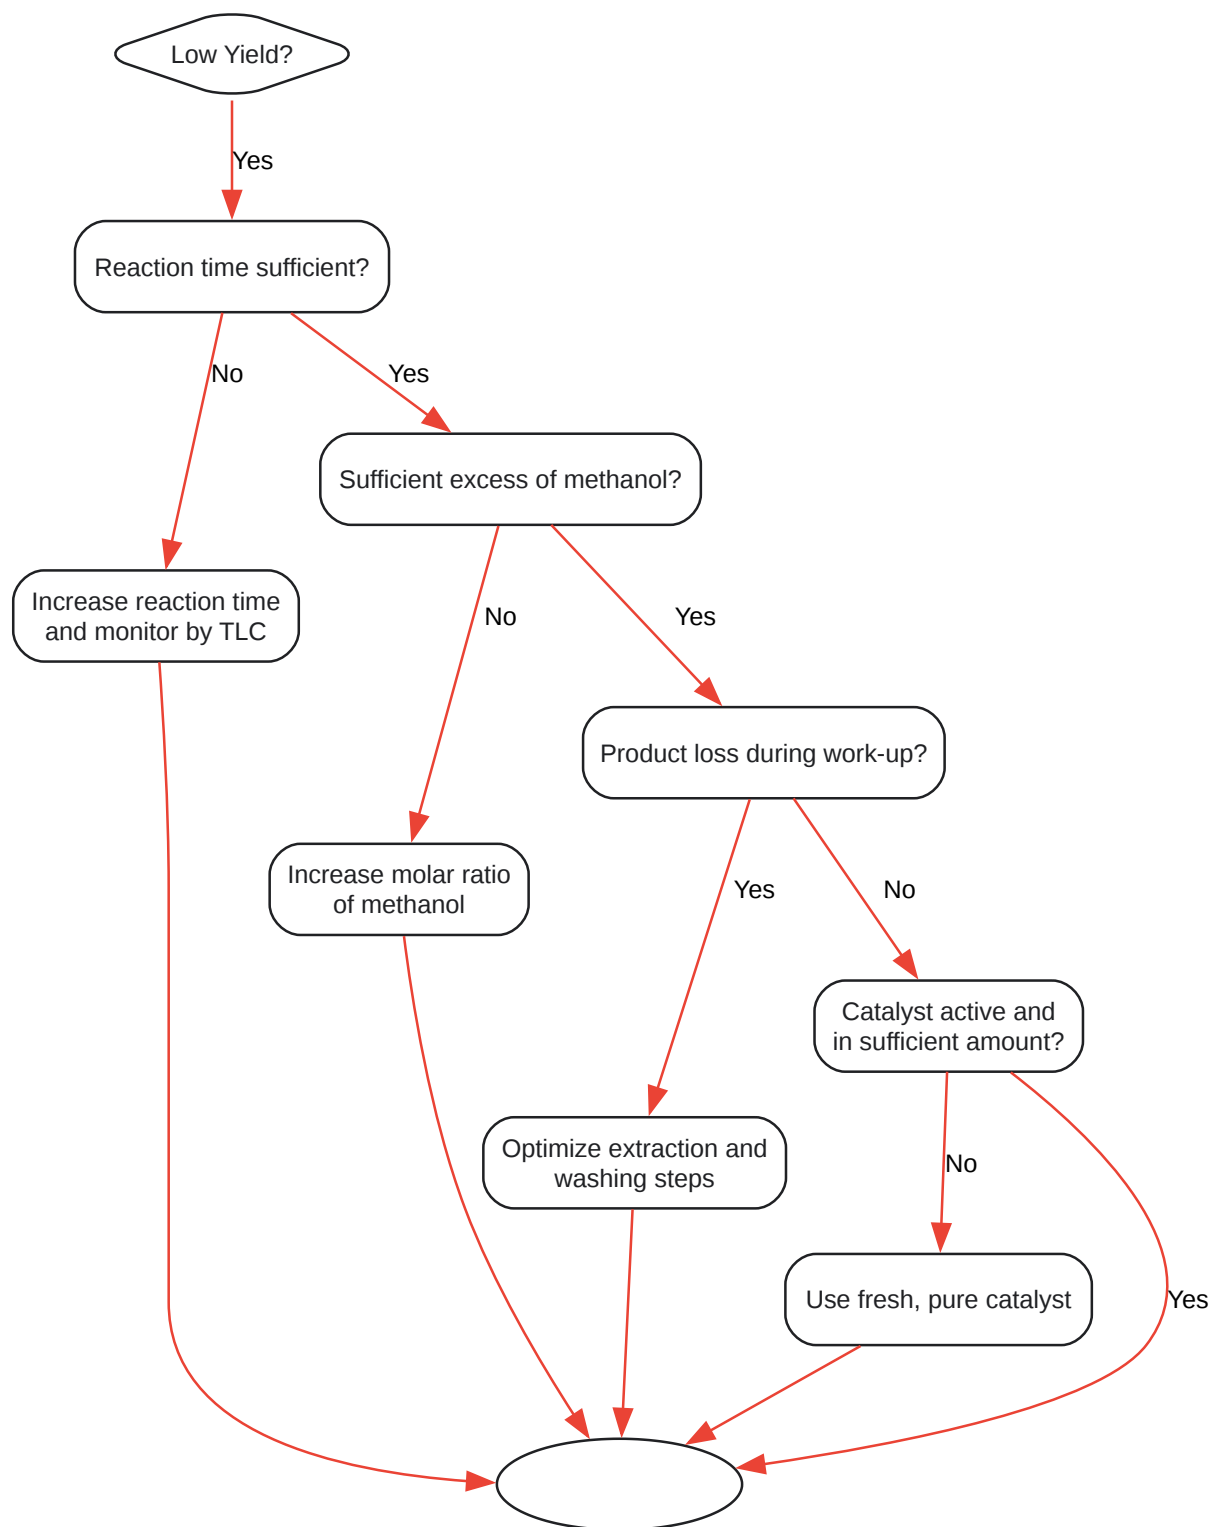 Low Yield?
Yes
Reaction time sufficient?
No
Yes
Sufficient excess of methanol?
Increase reaction time
and monitor by TLC
No
Yes
Product loss during work-up?
Increase molar ratio
of methanol
Yes
No
Catalyst active and
in sufficient amount?
Optimize extraction and
washing steps
No
Use fresh, pure catalyst
Yes